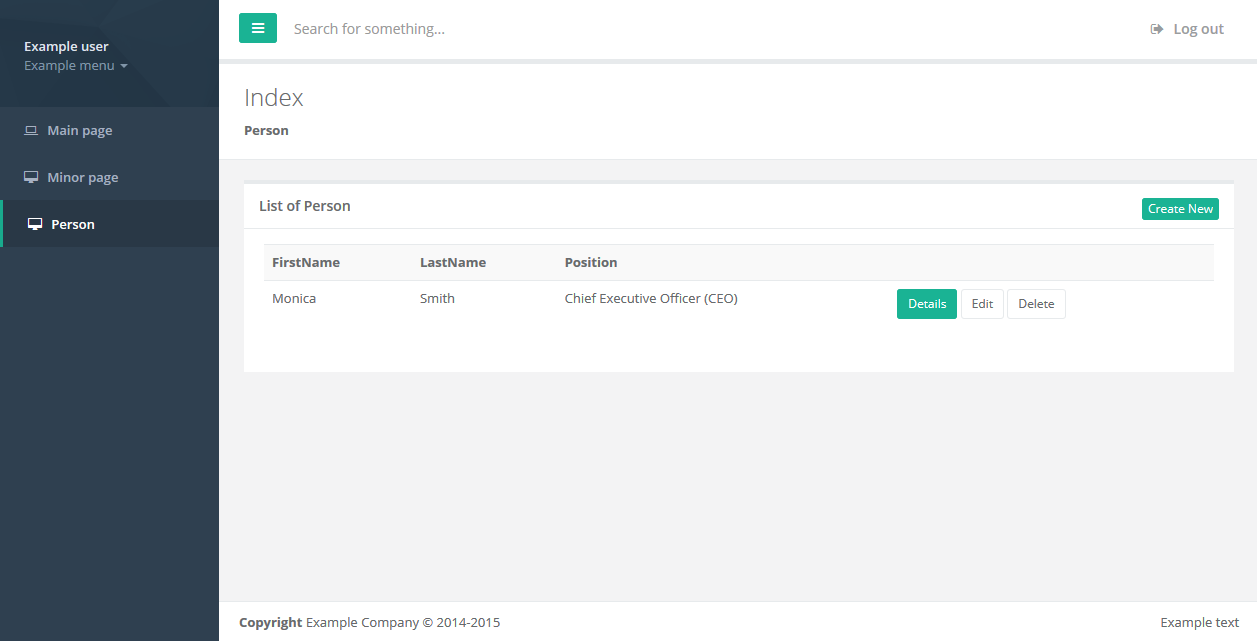 Example user
Example menu
Search for something...
Log out
Main page
Minor page
Person
Index
Person
List of Person
Create New
FirstName LastName Position
Monica Smith Chief Executive Officer (CEO) Details Edit Delete
Copyright Example Company © 2014-2015
Example text